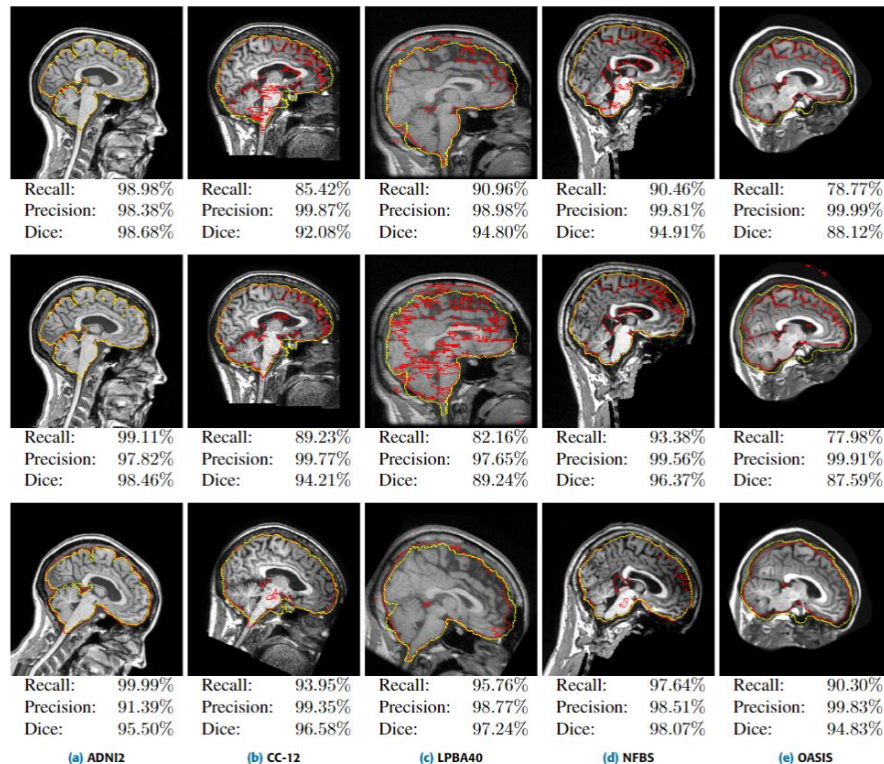 Recall: 98.98% Recall: 85.42% Recall: 90.96% Recall: 90.46% Recall: 78.77%
Precision: 98.38% Precision: 99.87% Precision: 98.98% Precision: 99.81% Precision: 99.99%
Dice: 98.68% Dice: 92.08% Dice: 94.80% Dice: 94.91% Dice: 88.12%
Recall: 99.11% Recall: 89.23% Recall: 82.16% Recall: 93.38% Recall: 77.98%
Precision: 97.82% Precision: 99.77% Precision: 97.65% Precision: 99.56% Precision: 99.91%
Dice: 98.46% Dice: 94.21% Dice: 89.24% Dice: 96.37% Dice: 87.59%
Recall: 99.99% Recall: 93.95% Recall: 95.76% Recall: 97.64% Recall: 90.30%
Precision: 91.39% Precision: 99.35% Precision: 98.77% Precision: 98.51% Precision: 99.83%
Dice: 95.50% Dice: 96.58% Dice: 97.24% Dice: 98.07% Dice: 94.83%
(a) ADNI2 (b) CC-12 (c) LPBA40 (d) NFBS (e) OASIS